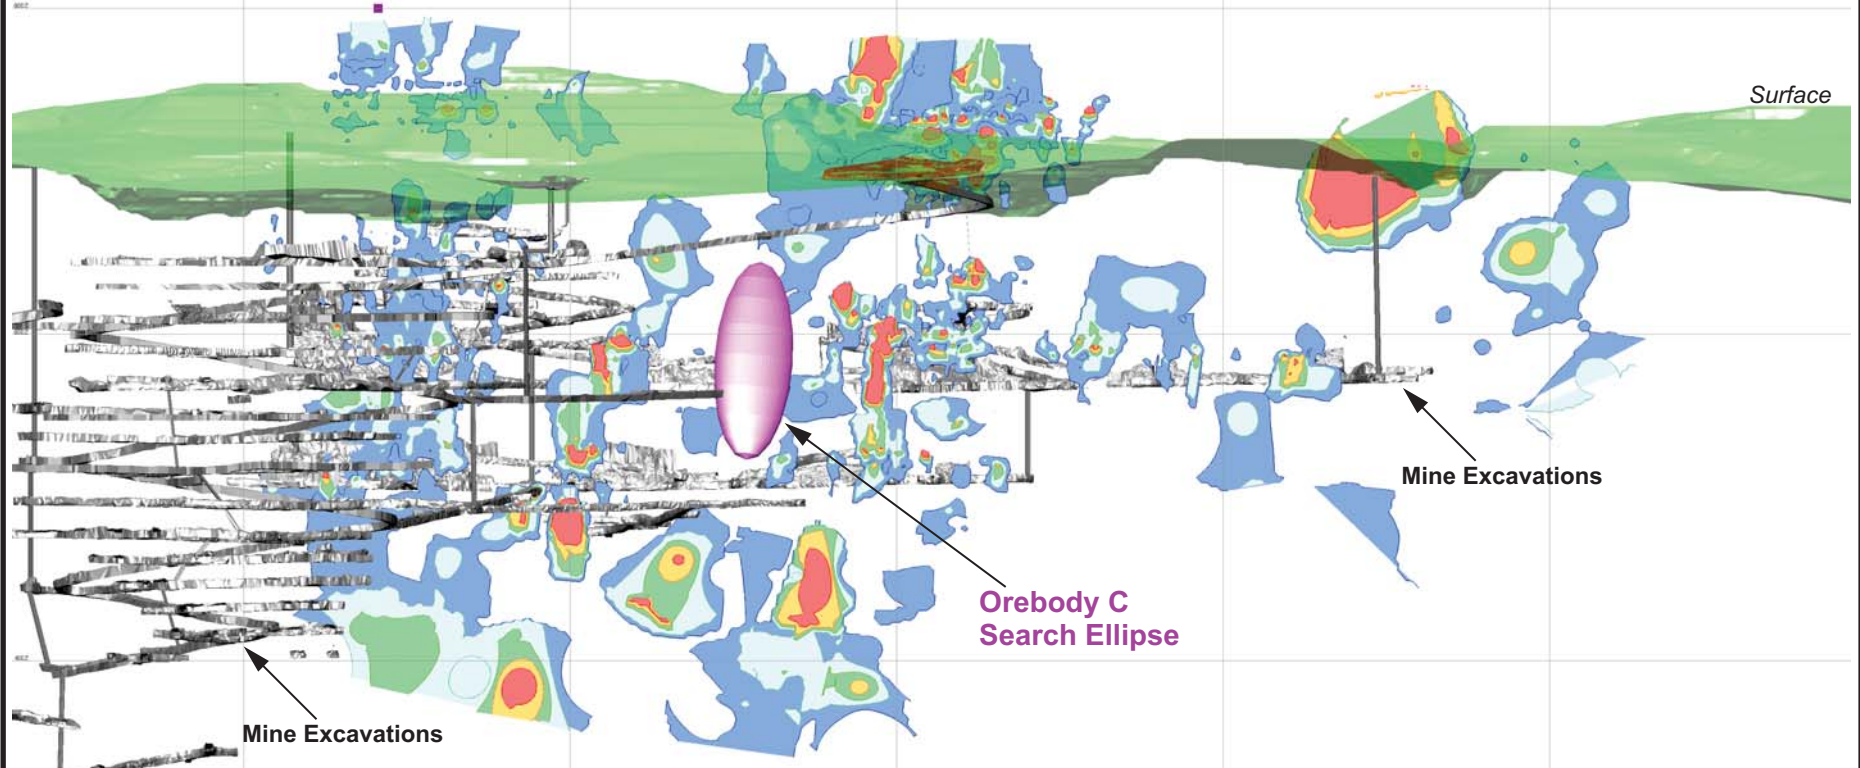 Surface
Mine Excavations
Orebody C
Search Ellipse
Mine Excavations